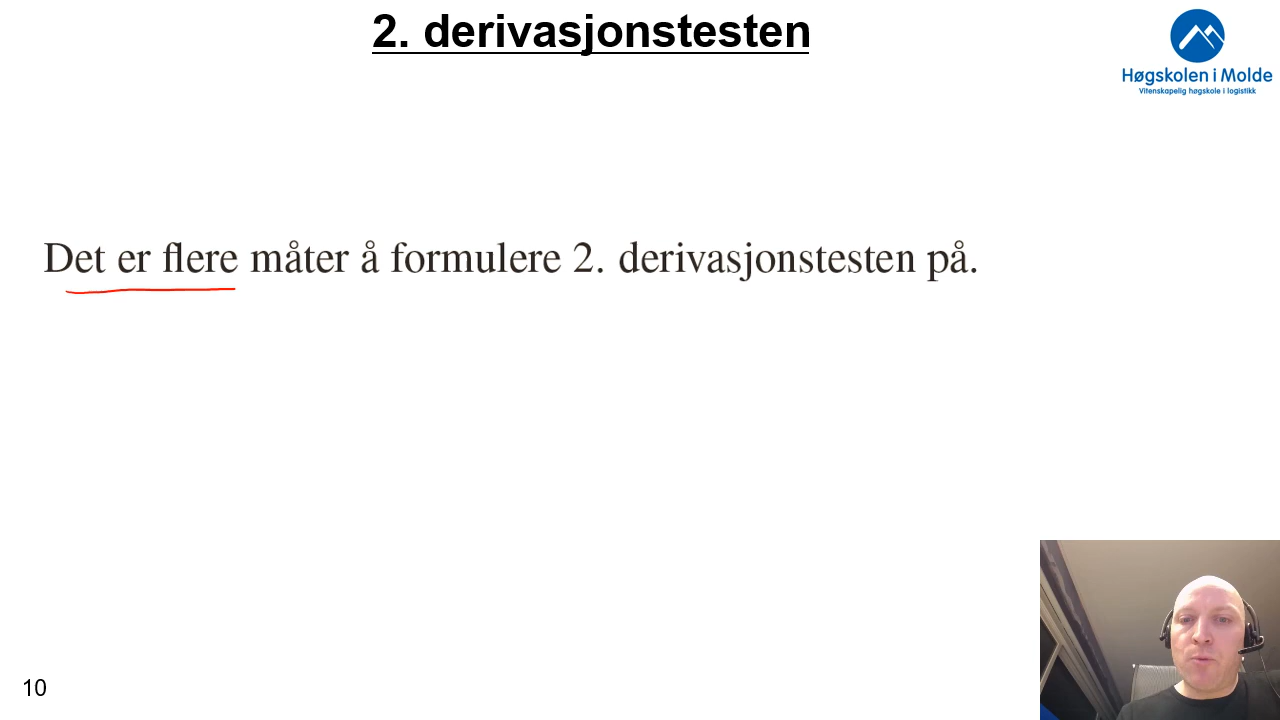 2. derivasjonstesten
Høgskolen i Molde
Vitenskapelig høgskole i logistikk
Det er flere måter å formulere 2. derivasjonstesten på.
10